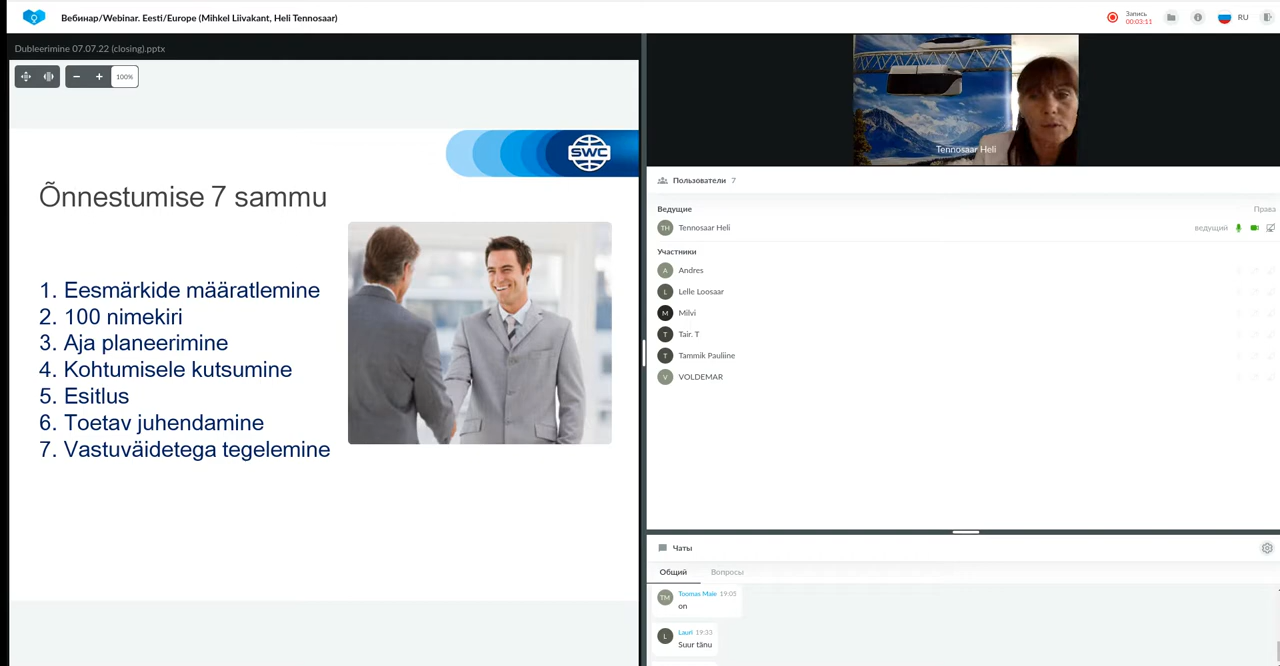 Вебинар/Webinar. Eesti/Europe (Mihkel Liivakant, Heli Tennosaar)
Запись
00:03:11
RU
Dubleerimine 07.07.22 (closing).pptx
100%
SWC
Õnnestumise 7 sammu
1. Eesmärkide määratlemine
2. 100 nimekiri
3. Aja planeerimine
4. Kohtumisele kutsumine
5. Esitlus
6. Toetav juhendamine
7. Vastuväidetega tegelemine
Tennosaar Heli
Пользователи 7
Ведущие Права
TH Tennosaar Heli ведущий
Участники
A Andres
L Lelle Loosaar
M Milvi
T Tair. T
T Tammik Pauliine
V VOLDEMAR
Чаты
Общий Вопросы
TM Toomas Maie 19:05
on
L Lauri 19:33
Suur tänu